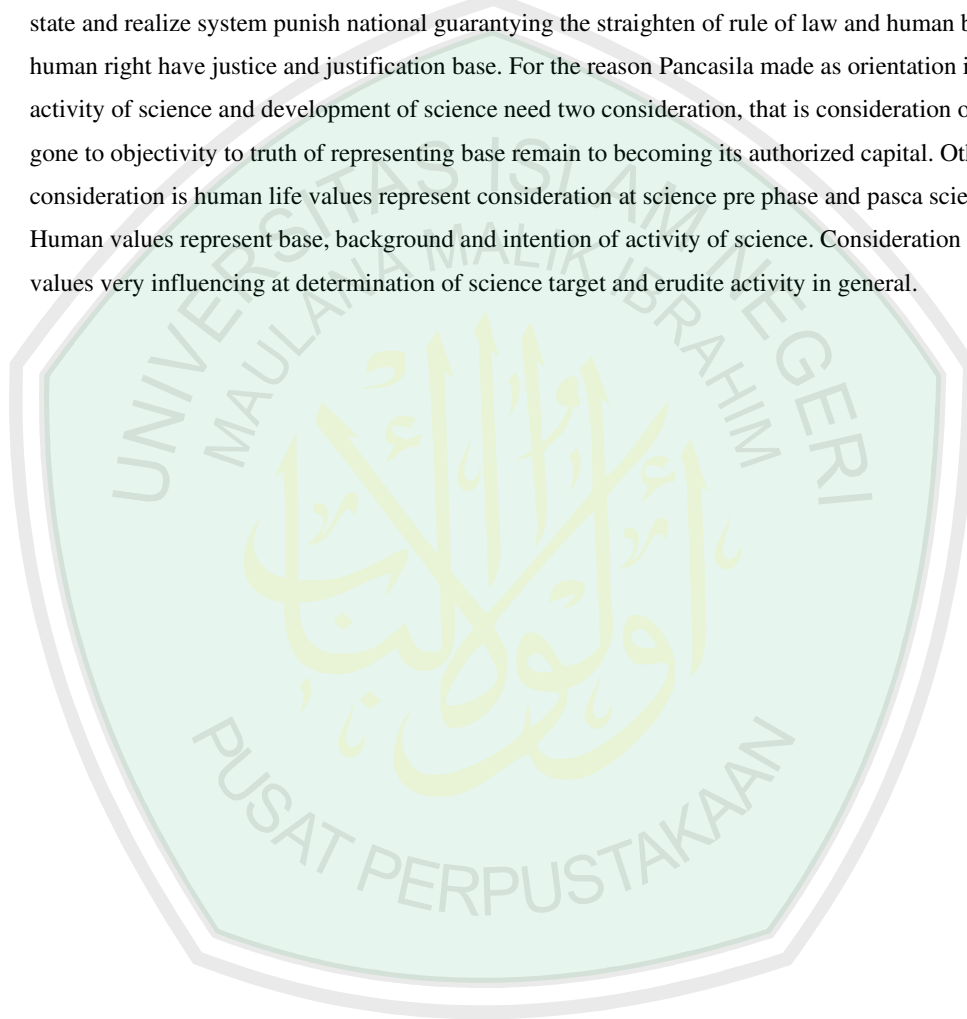 state and realize system punish national guarantying the straighten of rule of law and human
human right have justice and justification base. For the reason Pancasila made as orientation
activity of science and development of science need two consideration, that is consideration
gone to objectivity to truth of representing base remain to becoming its authorized capital.
consideration is human life values represent consideration at science pre phase and pasca
Human values represent base, background and intention of activity of science. Consideration
values very influencing at determination of science target and erudite activity in general.
UNIVERSITAS ISLAM NEGERI
MAULANA MALIK IBRAHIM
PUSAT PERPUSTAKAAN